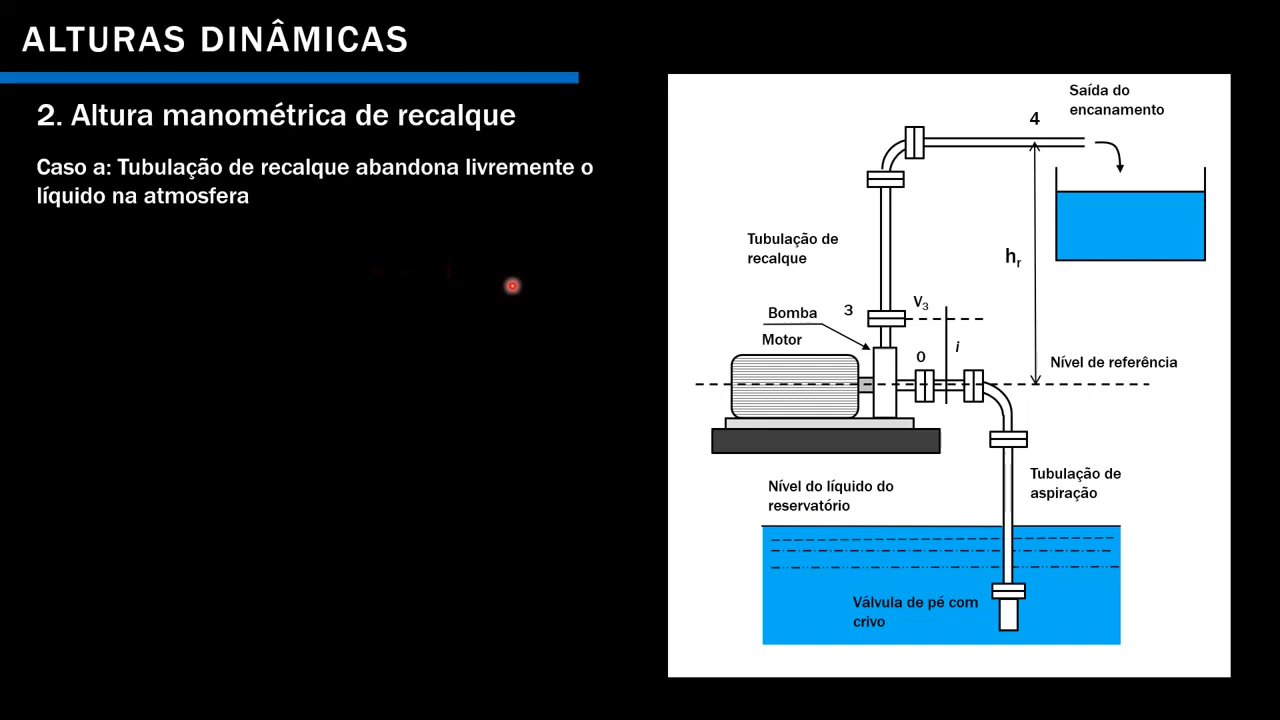 ALTURAS DINÂMICAS
2. Altura manométrica de recalque
Caso a: Tubulação de recalque abandona livremente o
líquido na atmosfera
Saída do
encanamento
4
Tubulação de
recalque
hr
V3
3
Bomba
Motor
0
i
Nível de referência
Tubulação de
aspiração
Nível do líquido do
reservatório
Válvula de pé com
crivo